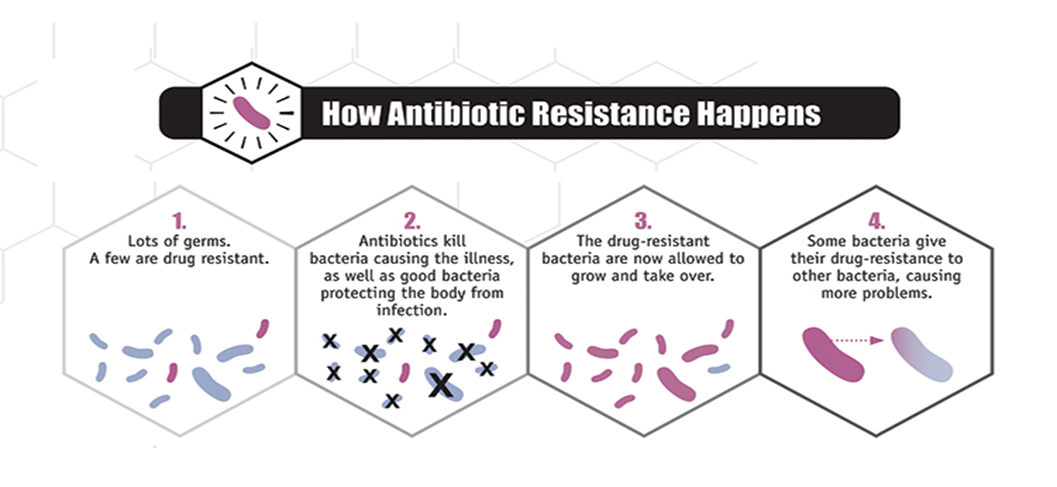 How Antibiotic Resistance Happens
1.
Lots of germs.
A few are drug resistant.
2.
Antibiotics kill
bacteria causing the illness,
as well as good bacteria
protecting the body from
infection.
3.
The drug-resistant
bacteria are now allowed to
grow and take over.
4.
Some bacteria give
their drug-resistance to
other bacteria, causing
more problems.